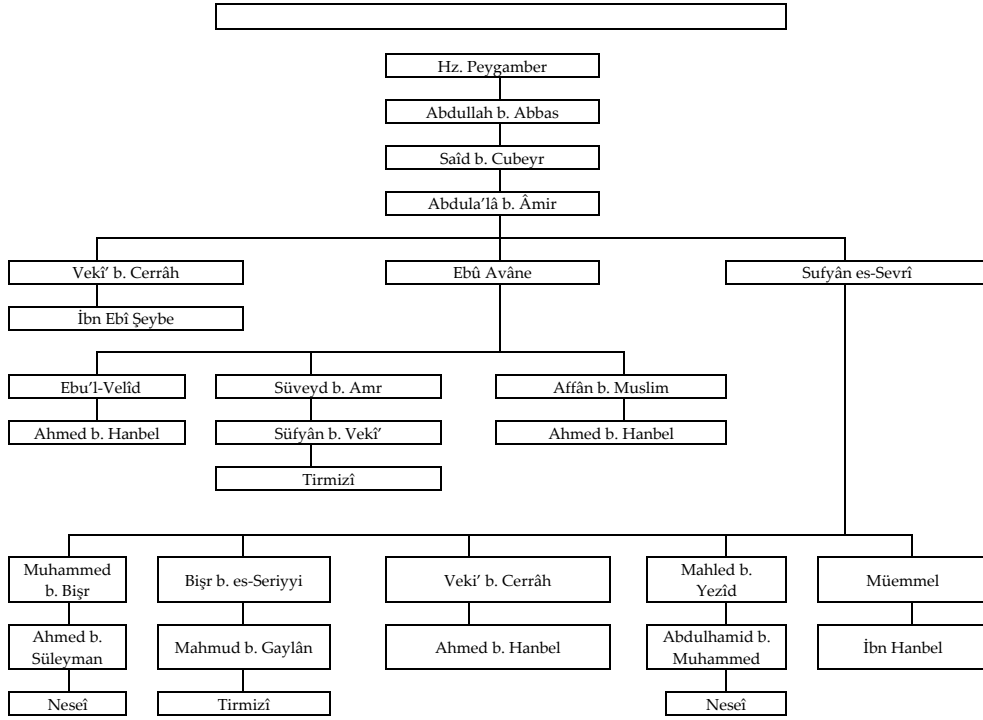 Hz. Peygamber
Abdullah b. Abbas
Saîd b. Cubeyr
Abdula’lâ b. Âmir
Vekî’ b. Cerrâh
Ebû Avâne
Sufyân es-Sevrî
İbn Ebî Şeybe
Ebu’l-Velîd
Süveyd b. Amr
Affân b. Muslim
Ahmed b. Hanbel
Süfyân b. Vekî’
Ahmed b. Hanbel
Tirmizî
Muhammed
b. Bişr
Bişr b. es-Seriyyi
Veki’ b. Cerrâh
Mahled b.
Yezîd
Müemmel
Ahmed b.
Süleyman
Mahmud b. Gaylân
Ahmed b. Hanbel
Abdulhamid b.
Muhammed
İbn Hanbel
Neseî
Tirmizî
Neseî